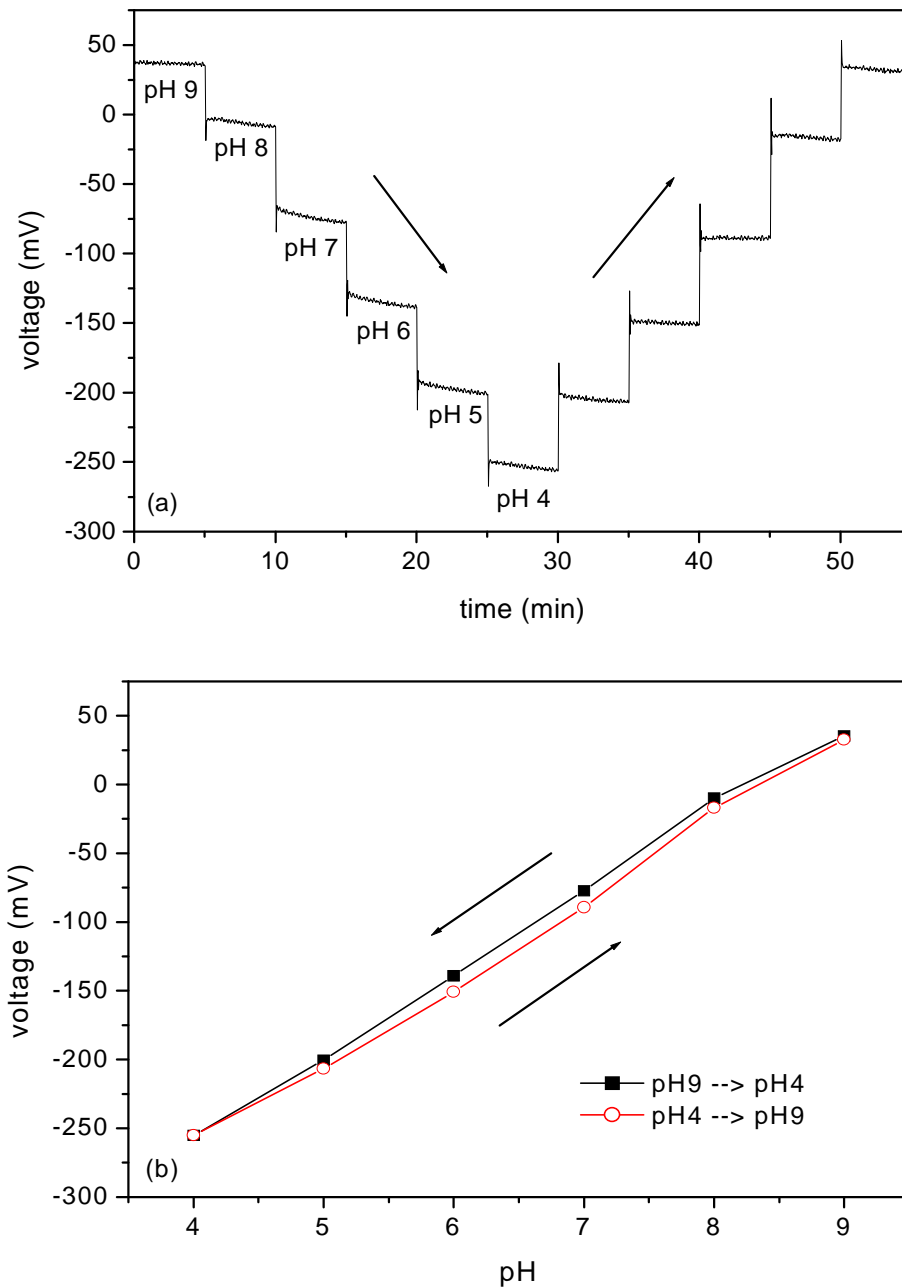 50
0
-50
-100
-150
-200
-250
-300
voltage (mV)
pH 9
pH 8
pH 7
pH 6
pH 5
pH 4
(a)
0 10 20 30 40 50
time (min)
50
0
-50
-100
-150
-200
-250
-300
voltage (mV)
pH9 --> pH4
pH4 --> pH9
(b)
4 5 6 7 8 9
pH